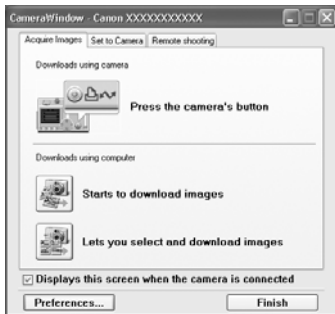 CameraWindow - Canon XXXXXXXXXXX
Acquire Images Set to Camera Remote shooting
Downloads using camera
Press the camera's button
Downloads using computer
Starts to download images
Lets you select and download images
Displays this screen when the camera is connected
Preferences... Finish